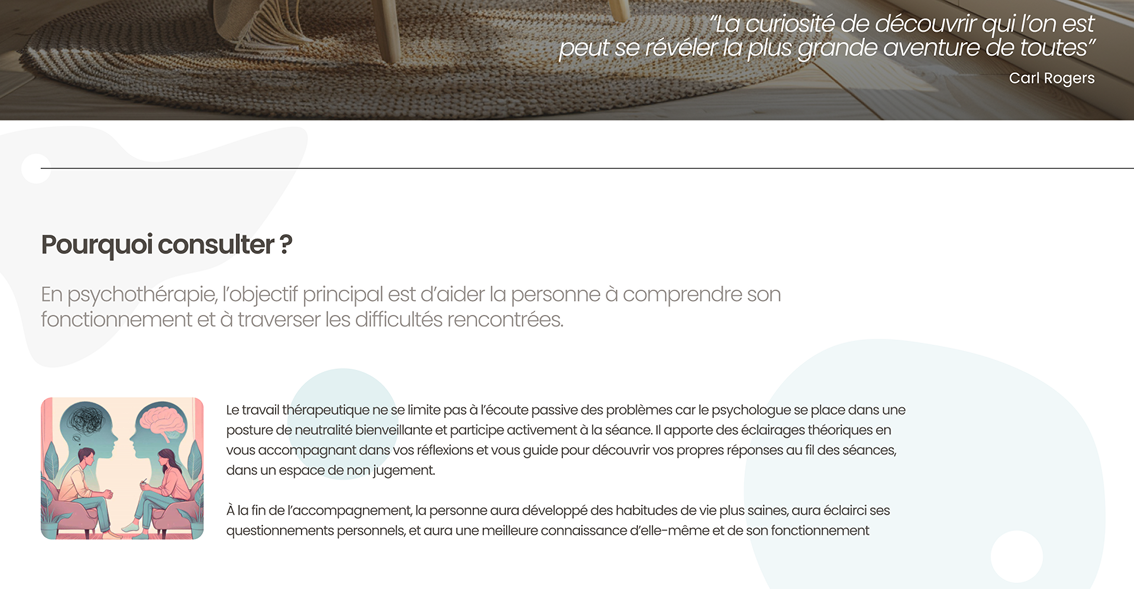 “La curiosité de découvrir qui l’on est
peut se révéler la plus grande aventure de toutes”
Carl Rogers
Pourquoi consulter ?
En psychothérapie, l’objectif principal est d’aider la personne à comprendre son
fonctionnement et à traverser les difficultés rencontrées.
Le travail thérapeutique ne se limite pas à l’écoute passive des problèmes car le psychologue se place dans une
posture de neutralité bienveillante et participe activement à la séance. Il apporte des éclairages théoriques en
vous accompagnant dans vos réflexions et vous guide pour découvrir vos propres réponses au fil des séances,
dans un espace de non jugement.
À la fin de l’accompagnement, la personne aura développé des habitudes de vie plus saines, aura éclairci ses
questionnements personnels, et aura une meilleure connaissance d’elle-même et de son fonctionnement